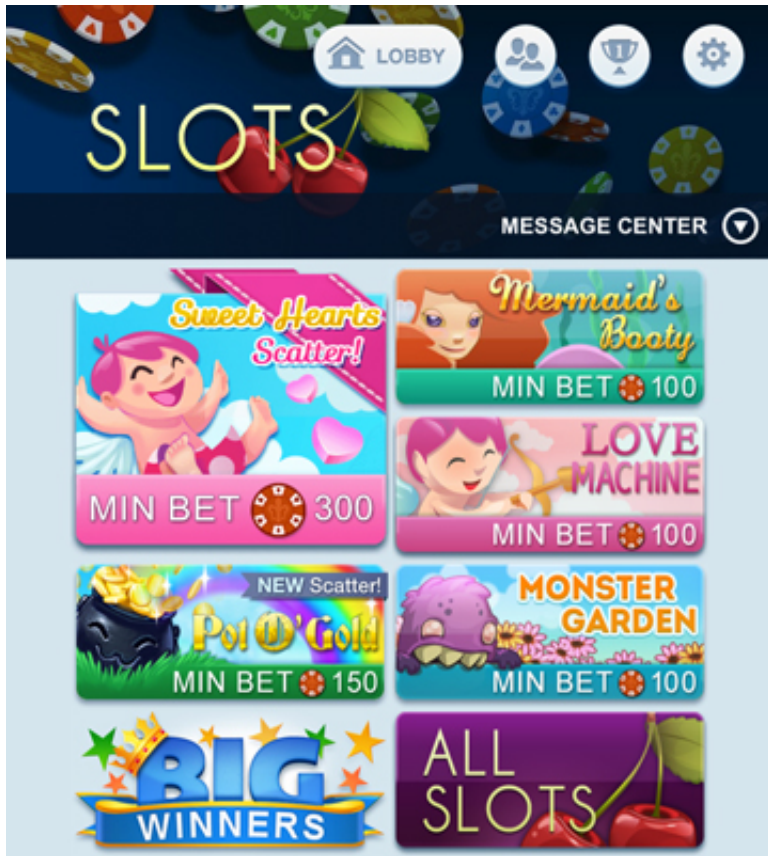 LOBBY
1
SLOTS
MESSAGE CENTER
Sweet Hearts
Scatter!
MIN BET 300
Mermaid's
Booty
MIN BET 100
LOVE
MACHINE
MIN BET 100
NEW Scatter!
Pot O' Gold
MIN BET 150
MONSTER
GARDEN
MIN BET 100
BIG
WINNERS
ALL
SLOTS